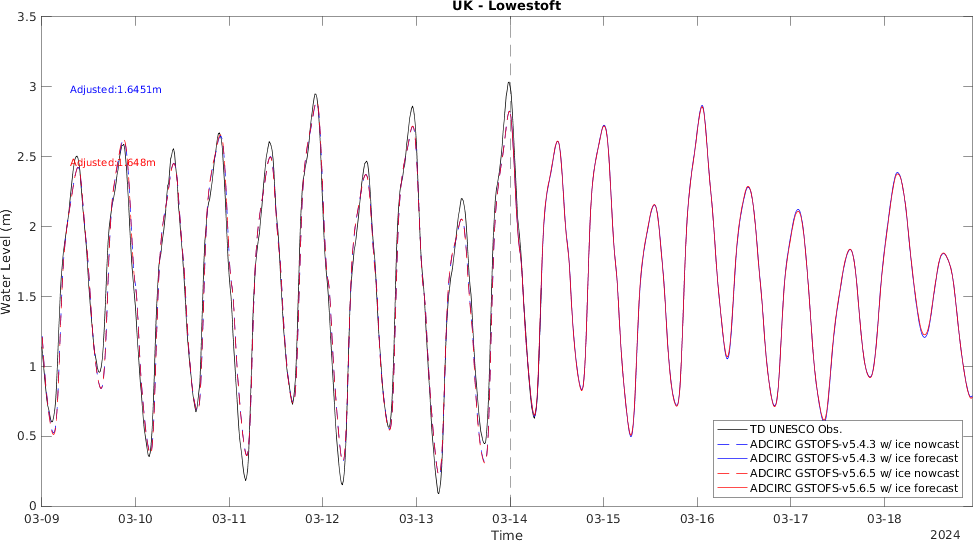 UK - Lowestoft
3.5
3
2.5
2
1.5
1
0.5
0
Water Level (m)
Adjusted:1.6451m
Adjusted:1.648m
TD UNESCO Obs.
ADCIRC GSTOFS-v5.4.3 w/ ice nowcast
ADCIRC GSTOFS-v5.4.3 w/ ice forecast
ADCIRC GSTOFS-v5.6.5 w/ ice nowcast
ADCIRC GSTOFS-v5.6.5 w/ ice forecast
03-09 03-10 03-11 03-12 03-13 03-14 03-15 03-16 03-17 03-18
Time
2024